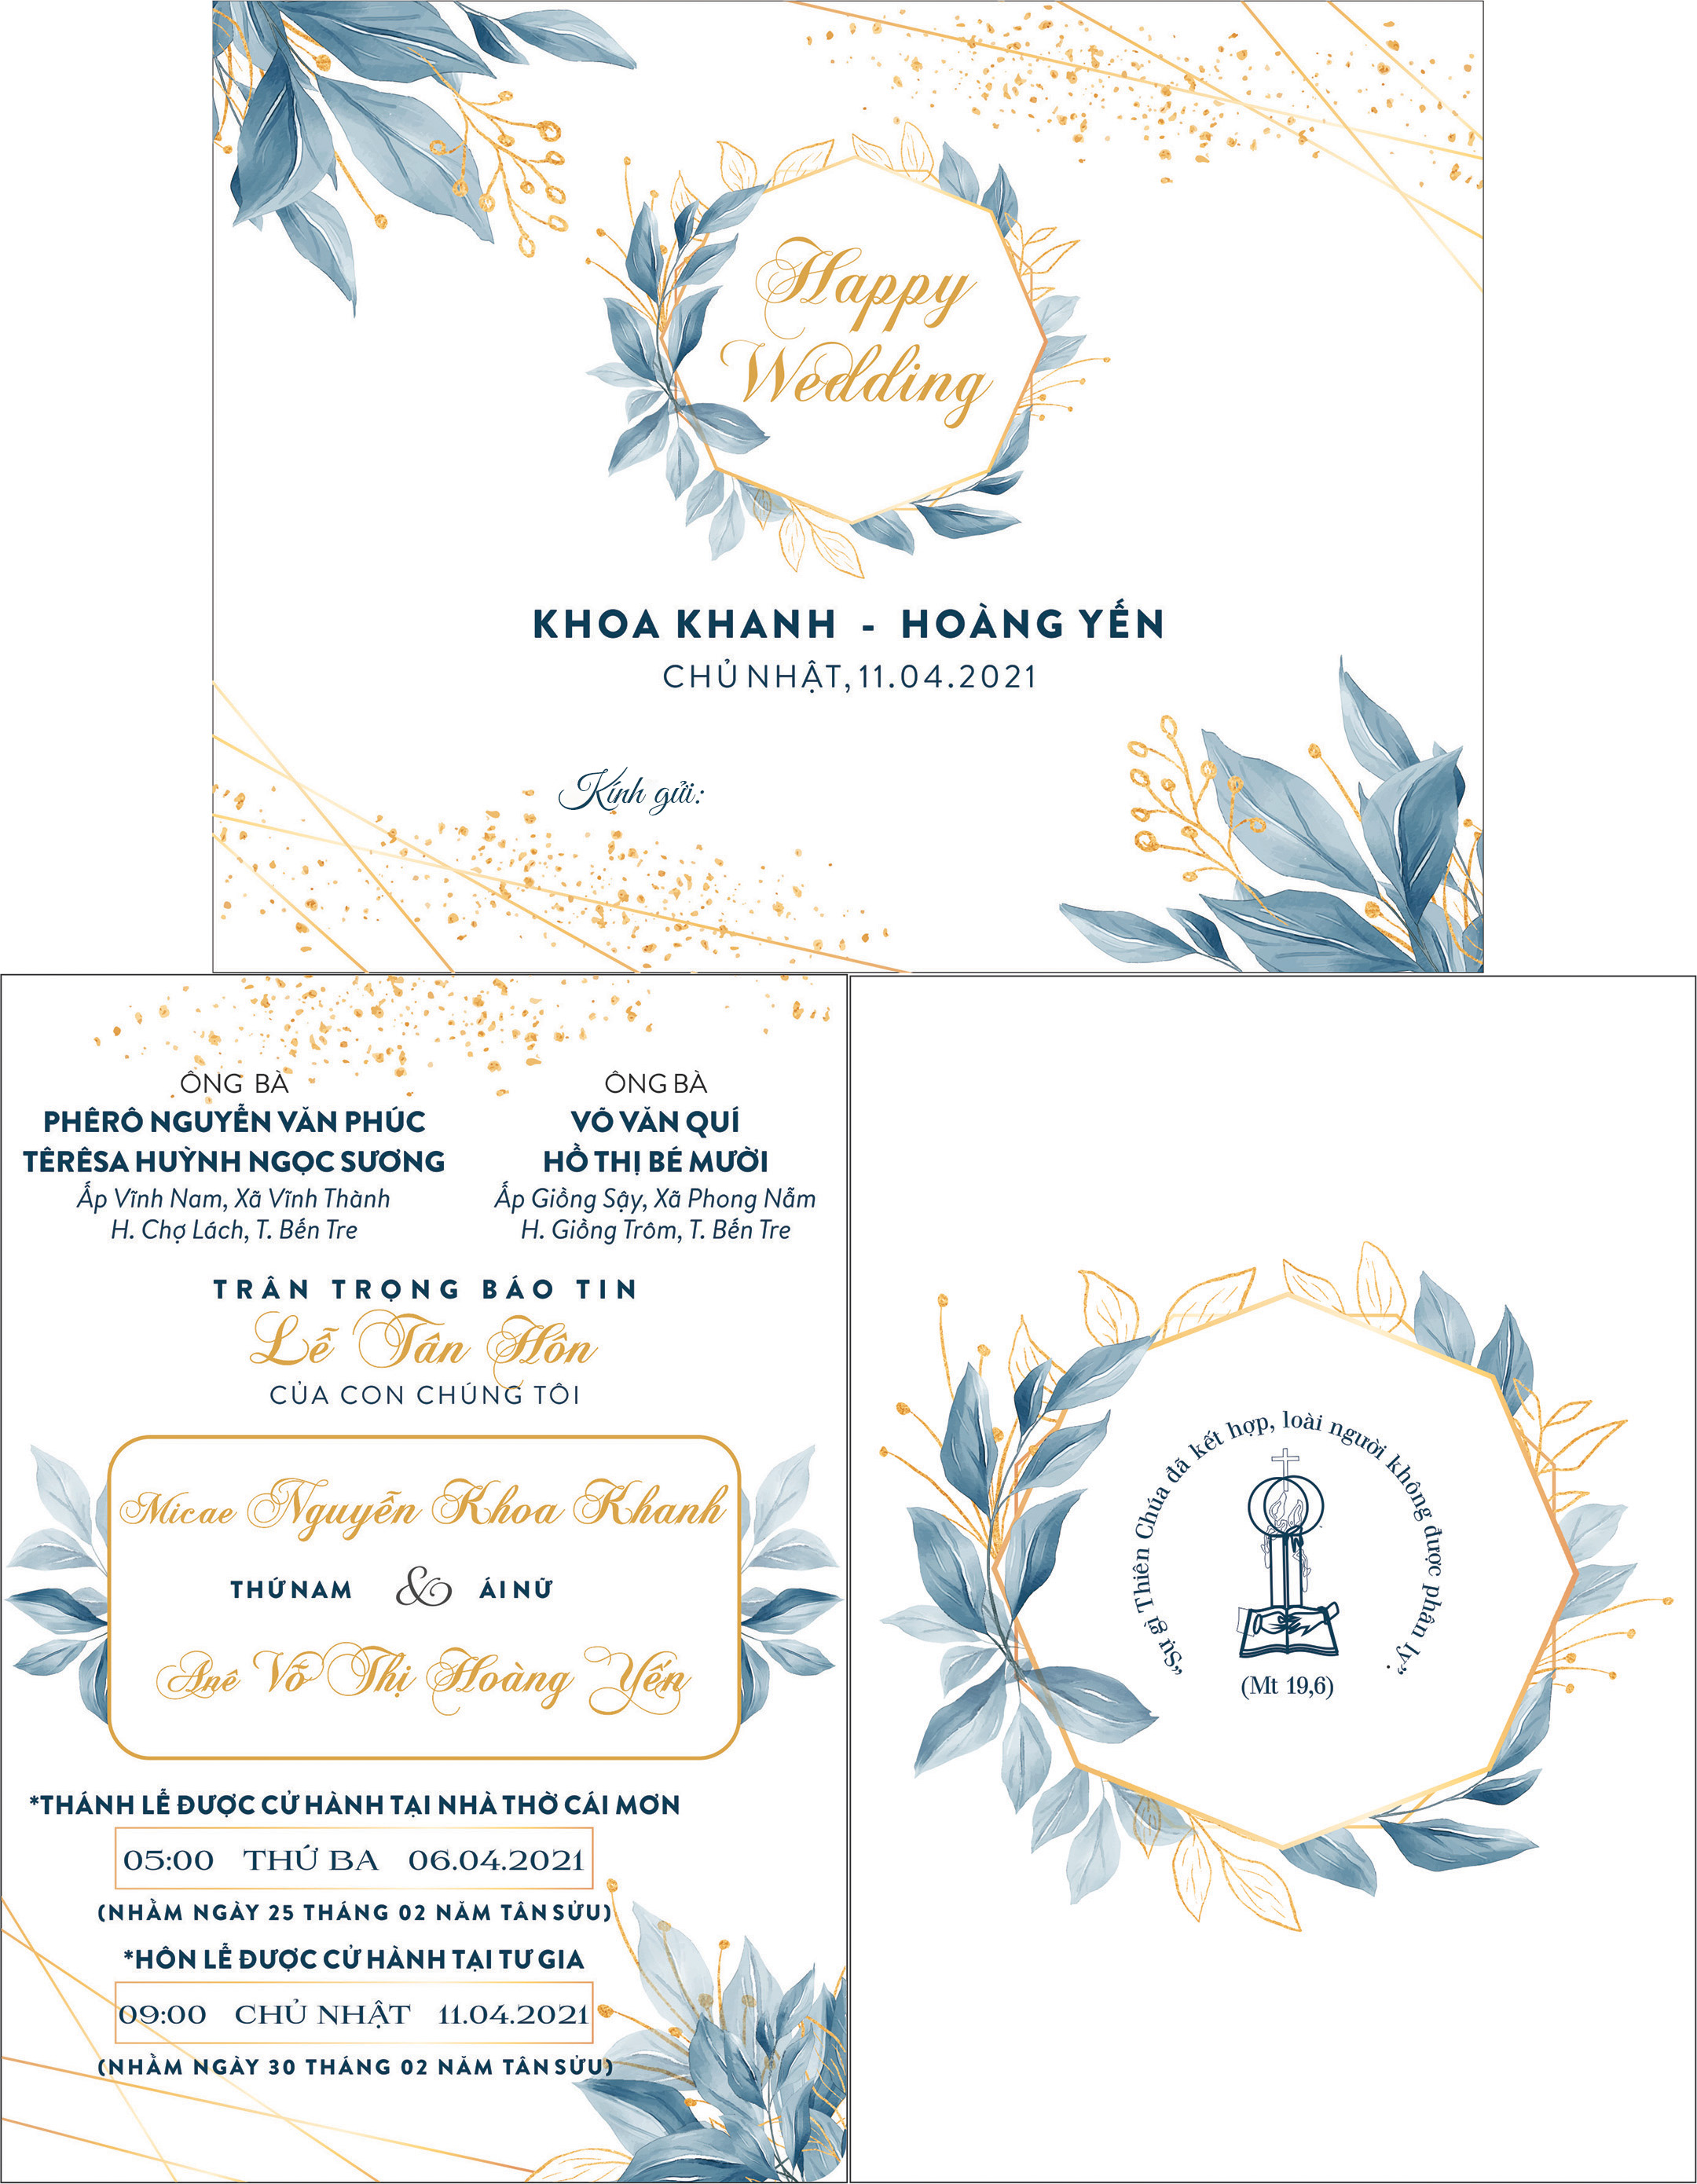 Happy
Wedding
KHOA KHANH - HOÀNG YẾN
CHỦ NHẬT, 11.04.2021
Kính gửi:
ÔNG BÀ
PHÊRÔ NGUYỄN VĂN PHÚC
TÊRÊSA HUỲNH NGỌC SƯƠNG
Ấp Vĩnh Nam, Xã Vĩnh Thành
H. Chợ Lách, T. Bến Tre
ÔNG BÀ
VÕ VĂN QUÍ
HỒ THỊ BÉ MƯỜI
Ấp Giồng Sậy, Xã Phong Nẫm
H. Giồng Trôm, T. Bến Tre
TRÂN TRỌNG BÁO TIN
Lễ Tân Hôn
CỦA CON CHÚNG TÔI
Micae Nguyễn Khoa Khanh
THỨ NAM & ÁI NỮ
Anê Võ Thị Hoàng Yến
*THÁNH LỄ ĐƯỢC CỬ HÀNH TẠI NHÀ THỜ CÁI MƠN
05:00 THỨ BA 06.04.2021
(NHẰM NGÀY 25 THÁNG 02 NĂM TÂN SỬU)
*HÔN LỄ ĐƯỢC CỬ HÀNH TẠI TƯ GIA
09:00 CHỦ NHẬT 11.04.2021
(NHẰM NGÀY 30 THÁNG 02 NĂM TÂN SỬU)
“Sự gì Thiên Chúa đã kết hợp, loài người không được phân ly”.
(Mt 19,6)